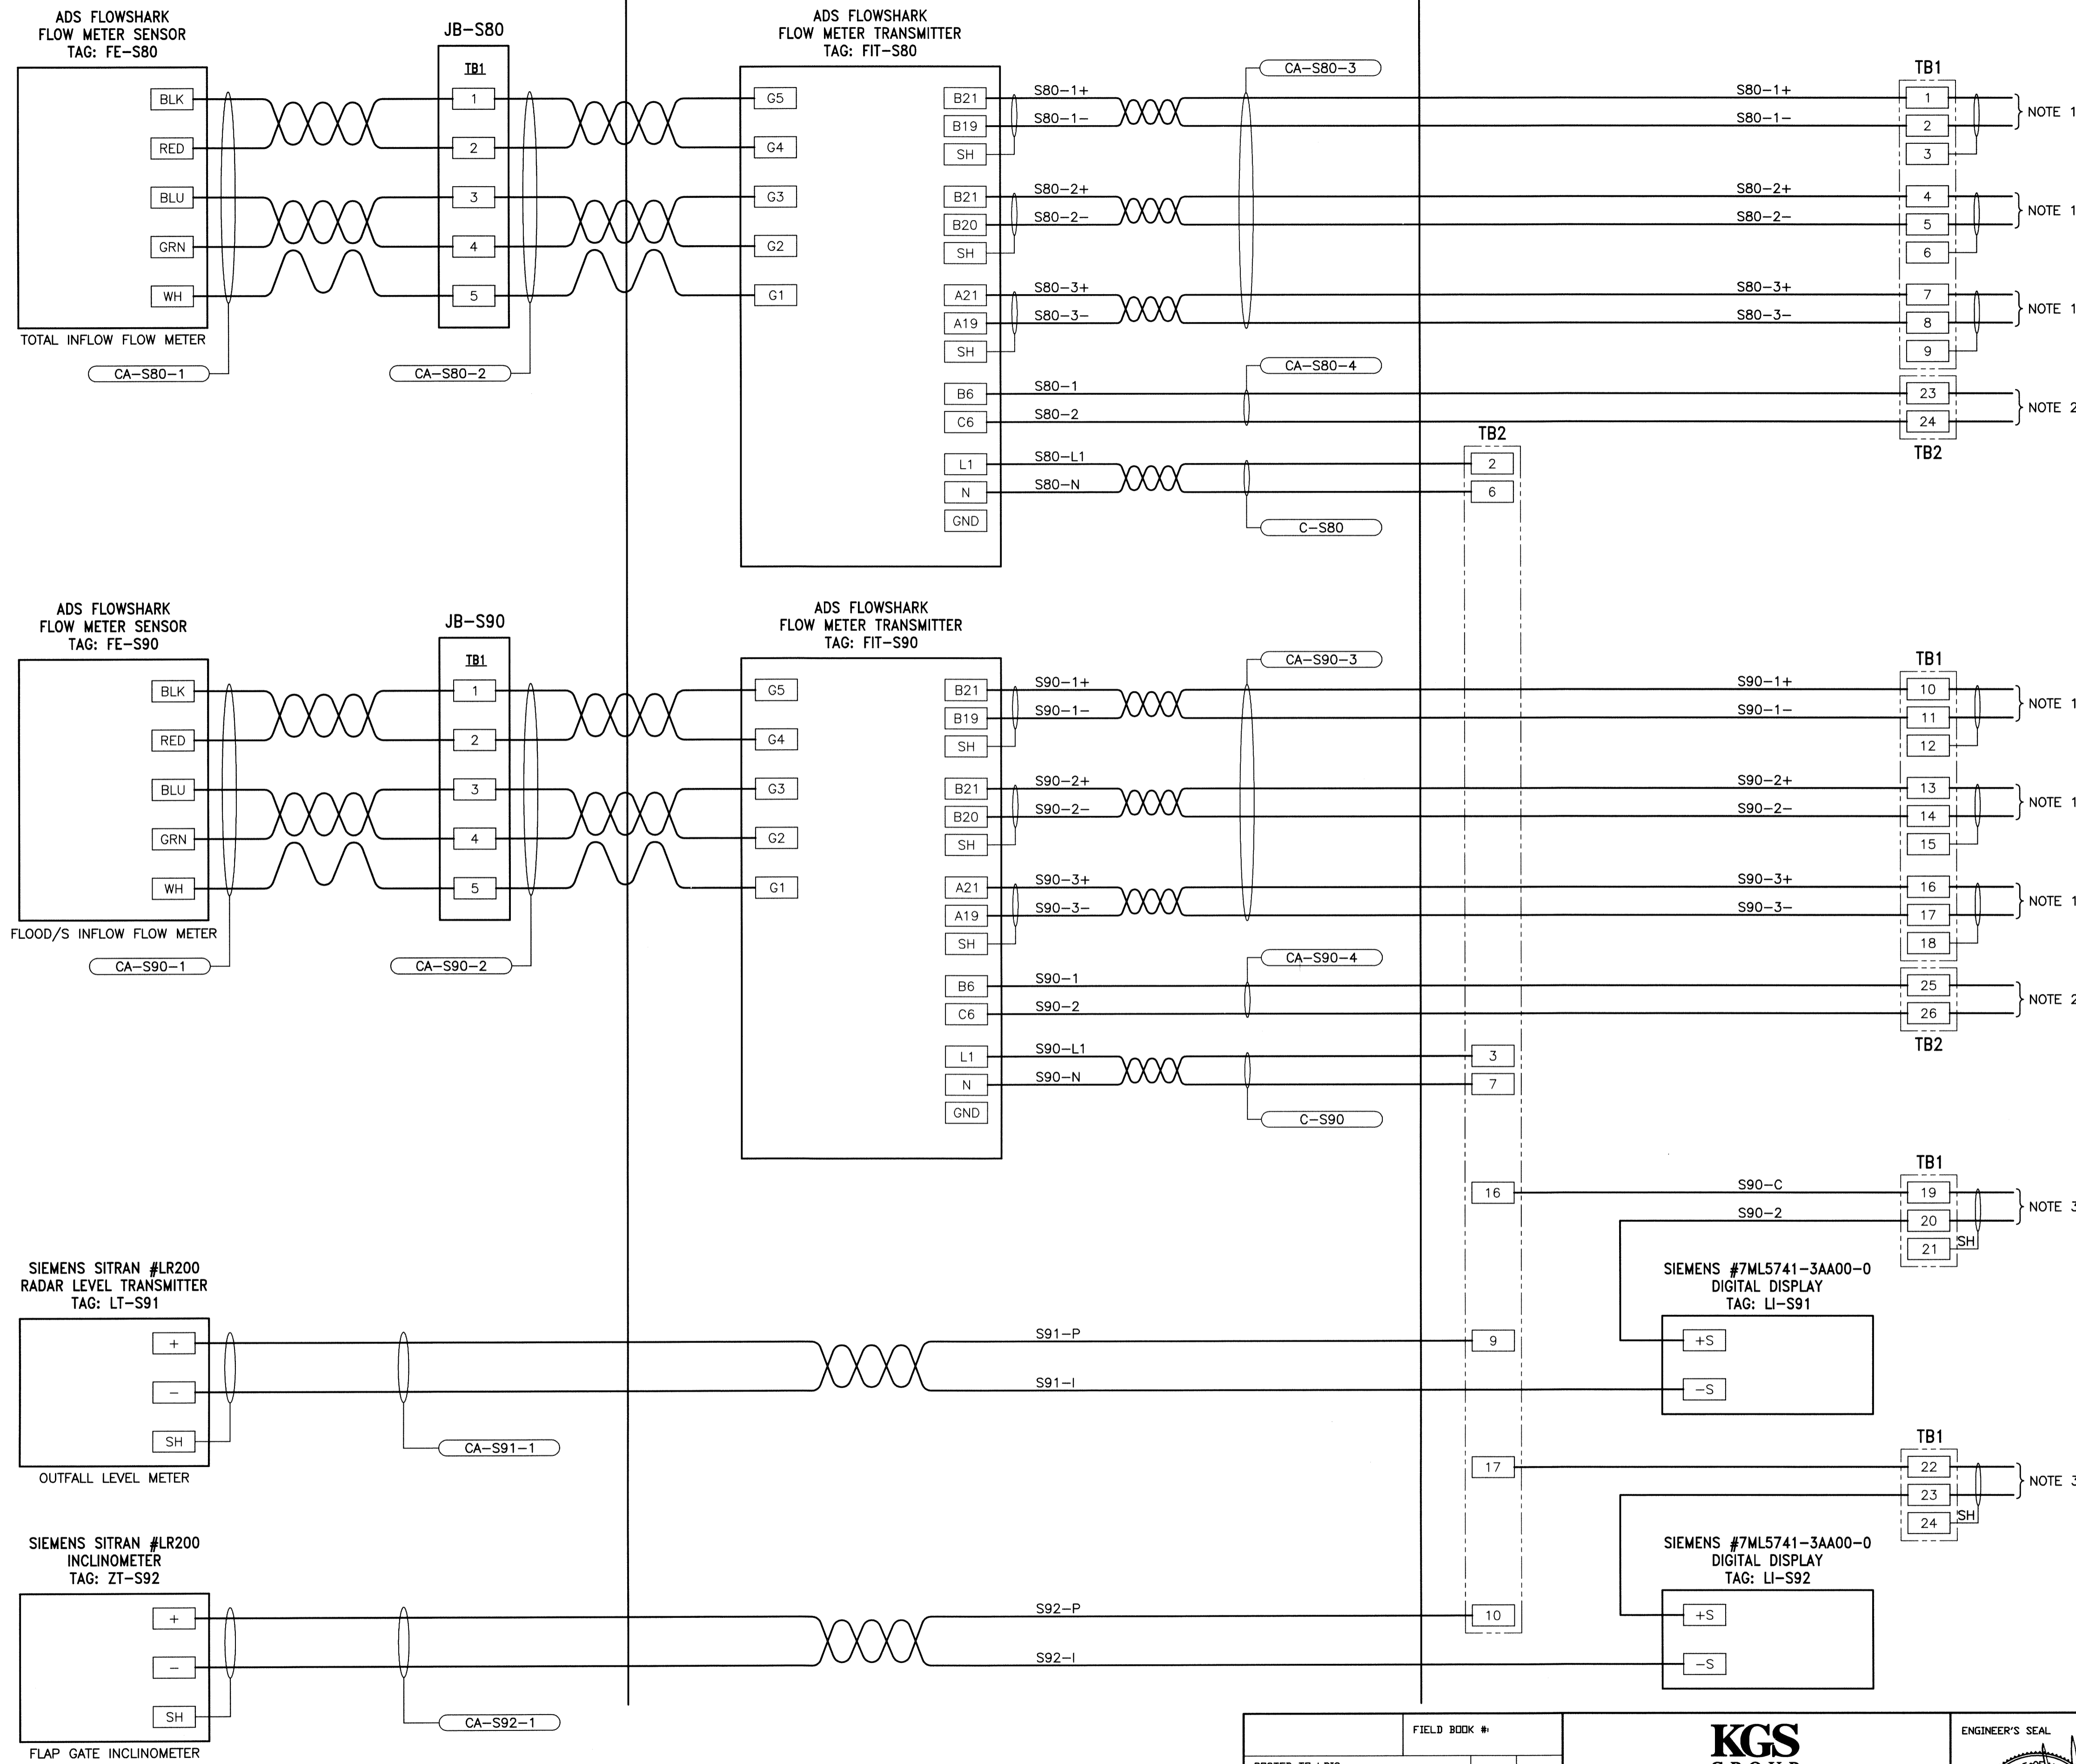 ADS FLOWSHARK
FLOW METER SENSOR
TAG: FE-S80
BLK
RED
BLU
GRN
WH
TOTAL INFLOW FLOW METER
CA-S80-1
JB-S80
TB1
1
2
3
4
5
CA-S80-2
ADS FLOWSHARK
FLOW METER TRANSMITTER
TAG: FIT-S80
G5
G4
G3
G2
G1
B21
B19
SH
B21
B20
SH
A21
A19
SH
B6
C6
L1
N
GND
S80-1+
S80-1-
S80-2+
S80-2-
S80-3+
S80-3-
S80-1
S80-2
S80-L1
S80-N
CA-S80-3
CA-S80-4
C-S80
TB2
2
6
S80-1+
S80-1-
S80-2+
S80-2-
S80-3+
S80-3-
TB1
1
2
3
4
5
6
7
8
9
23
24
TB2
NOTE 1
NOTE 1
NOTE 1
NOTE 2
ADS FLOWSHARK
FLOW METER SENSOR
TAG: FE-S90
BLK
RED
BLU
GRN
WH
FLOOD/S INFLOW FLOW METER
CA-S90-1
JB-S90
TB1
1
2
3
4
5
CA-S90-2
ADS FLOWSHARK
FLOW METER TRANSMITTER
TAG: FIT-S90
G5
G4
G3
G2
G1
B21
B19
SH
B21
B20
SH
A21
A19
SH
B6
C6
L1
N
GND
S90-1+
S90-1-
S90-2+
S90-2-
S90-3+
S90-3-
S90-1
S90-2
S90-L1
S90-N
CA-S90-3
CA-S90-4
C-S90
3
7
S90-1+
S90-1-
S90-2+
S90-2-
S90-3+
S90-3-
TB1
10
11
12
13
14
15
16
17
18
25
26
TB2
NOTE 1
NOTE 1
NOTE 1
NOTE 2
16
S90-C
S90-2
TB1
19
20
21
SH
NOTE 3
SIEMENS SITRAN #LR200
RADAR LEVEL TRANSMITTER
TAG: LT-S91
+
-
SH
OUTFALL LEVEL METER
CA-S91-1
S91-P
S91-I
9
SIEMENS #7ML5741-3AA00-0
DIGITAL DISPLAY
TAG: LI-S91
+S
-S
17
TB1
22
23
24
SH
NOTE 3
SIEMENS SITRAN #LR200
INCLINOMETER
TAG: ZT-S92
+
-
SH
FLAP GATE INCLINOMETER
CA-S92-1
S92-P
S92-I
10
SIEMENS #7ML5741-3AA00-0
DIGITAL DISPLAY
TAG: LI-S92
+S
-S
FIELD BOOK #:
KGS
ENGINEER'S SEAL